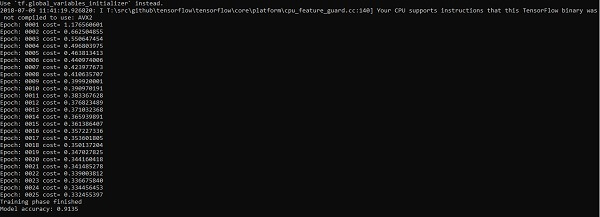 Use `tf.global_variables_initializer` instead.
2018-07-09 11:41:19.926820: I T:\src\github\tensorflow\tensorflow\core\platform\cpu_feature_guard.cc:140] Your CPU supports instructions that this TensorFlow binary was
not compiled to use: AVX2
Epoch: 0001 cost= 1.176560601
Epoch: 0002 cost= 0.662504855
Epoch: 0003 cost= 0.550647454
Epoch: 0004 cost= 0.496803975
Epoch: 0005 cost= 0.463813413
Epoch: 0006 cost= 0.440974006
Epoch: 0007 cost= 0.423977673
Epoch: 0008 cost= 0.410635707
Epoch: 0009 cost= 0.399920001
Epoch: 0010 cost= 0.390970191
Epoch: 0011 cost= 0.383367628
Epoch: 0012 cost= 0.376823489
Epoch: 0013 cost= 0.371032368
Epoch: 0014 cost= 0.365939891
Epoch: 0015 cost= 0.361386407
Epoch: 0016 cost= 0.357227336
Epoch: 0017 cost= 0.353601805
Epoch: 0018 cost= 0.350137204
Epoch: 0019 cost= 0.347027825
Epoch: 0020 cost= 0.344160418
Epoch: 0021 cost= 0.341485278
Epoch: 0022 cost= 0.339003812
Epoch: 0023 cost= 0.336675840
Epoch: 0024 cost= 0.334456453
Epoch: 0025 cost= 0.332455397
Training phase finished
Model accuracy: 0.9135